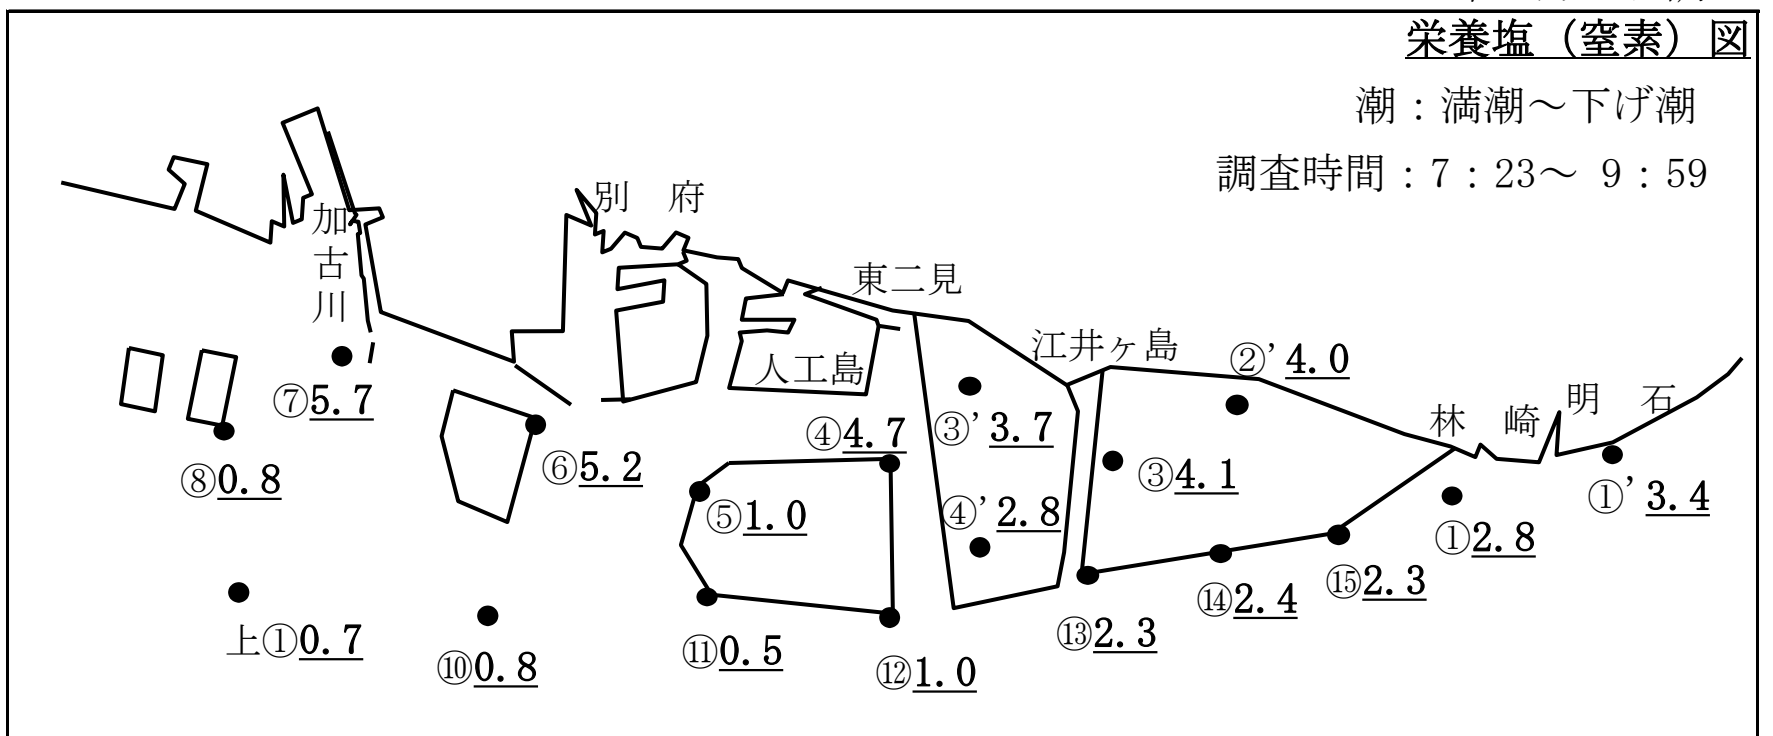 栄養塩（窒素）図
潮：満潮～下げ潮
調査時間：7：23～ 9：59
別 府
加古川
東二見
人工島
江井ヶ島
②' 4.0
林 崎
明 石
⑦5.7
④4.7
③' 3.7
⑥5.2
③4.1
⑧0.8
⑤1.0
④' 2.8
①' 3.4
①2.8
⑮2.3
⑭2.4
⑬2.3
上①0.7
⑩0.8
⑪0.5
⑫1.0